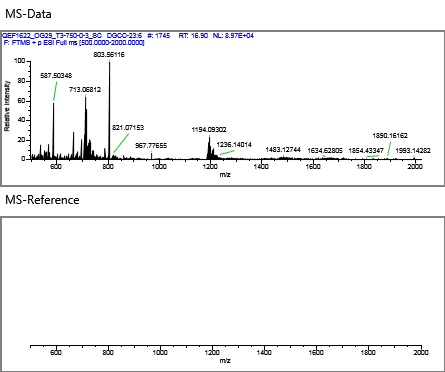 MS-Data
QEF1622_OG29_T3-750-0-3_BC DGCC-23:6 #: 1745 RT: 16.90 NL: 8.97E+04
F: FTMS + p ESI Full ms [500.0000-2000.0000]
803.56116
100
587.50348
80
713.06812
60
Relative Intensity
40
821.07153
1194.09302
1890.16162
967.77655
1236.14014
1483.12744
1634.62805
1854.43347
1993.14282
20
0
600 800 1000 1200 1400 1600 1800 2000
m/z
MS-Reference
600 800 1000 1200 1400 1600 1800 2000
m/z